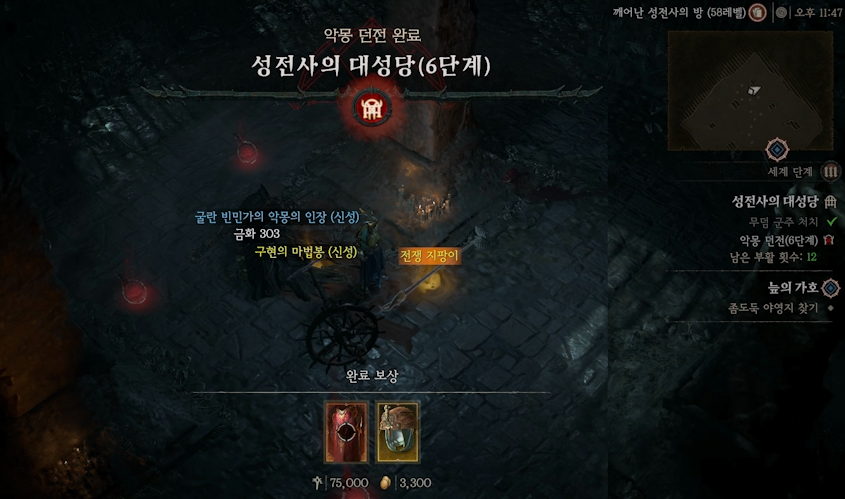 깨어난 성전사의 방 (58레벨) 오후 11:47
악몽 던전 완료
성전사의 대성당(6단계)
세계 단계 III
성전사의 대성당
무덤 군주 처치
악몽 던전(6단계)
남은 부활 횟수: 12
늪의 가호
좀도둑 야영지 찾기
굴란 빈민가의 악몽의 인장 (신성)
금화 303
구현의 마법봉 (신성)
전쟁 지팡이
완료 보상
75,000 3,300